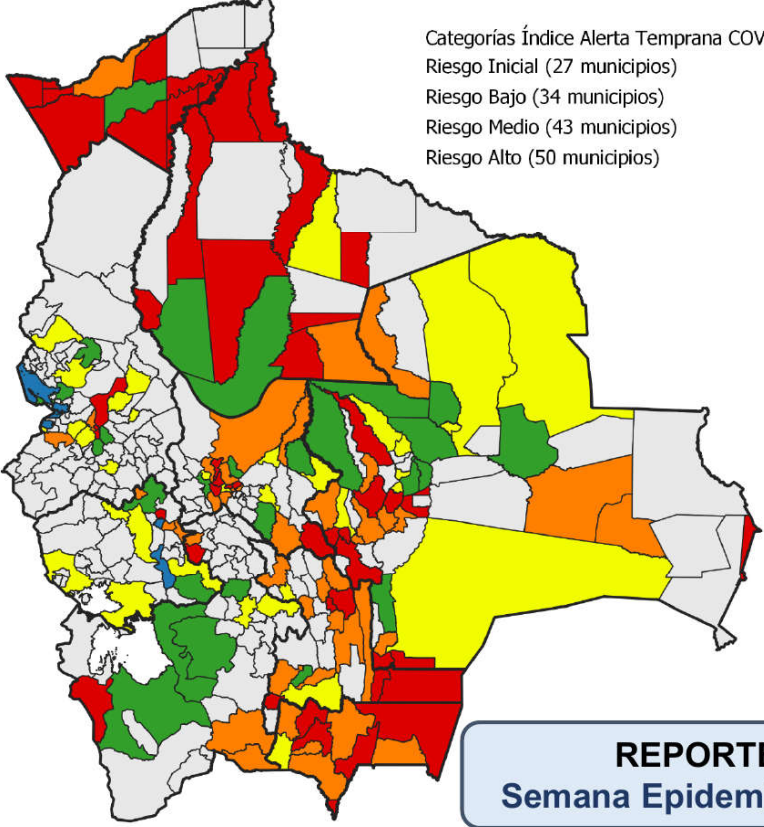 Categorías Índice Alerta Temprana COV
Riesgo Inicial (27 municipios)
Riesgo Bajo (34 municipios)
Riesgo Medio (43 municipios)
Riesgo Alto (50 municipios)
REPORTE
Semana Epidem